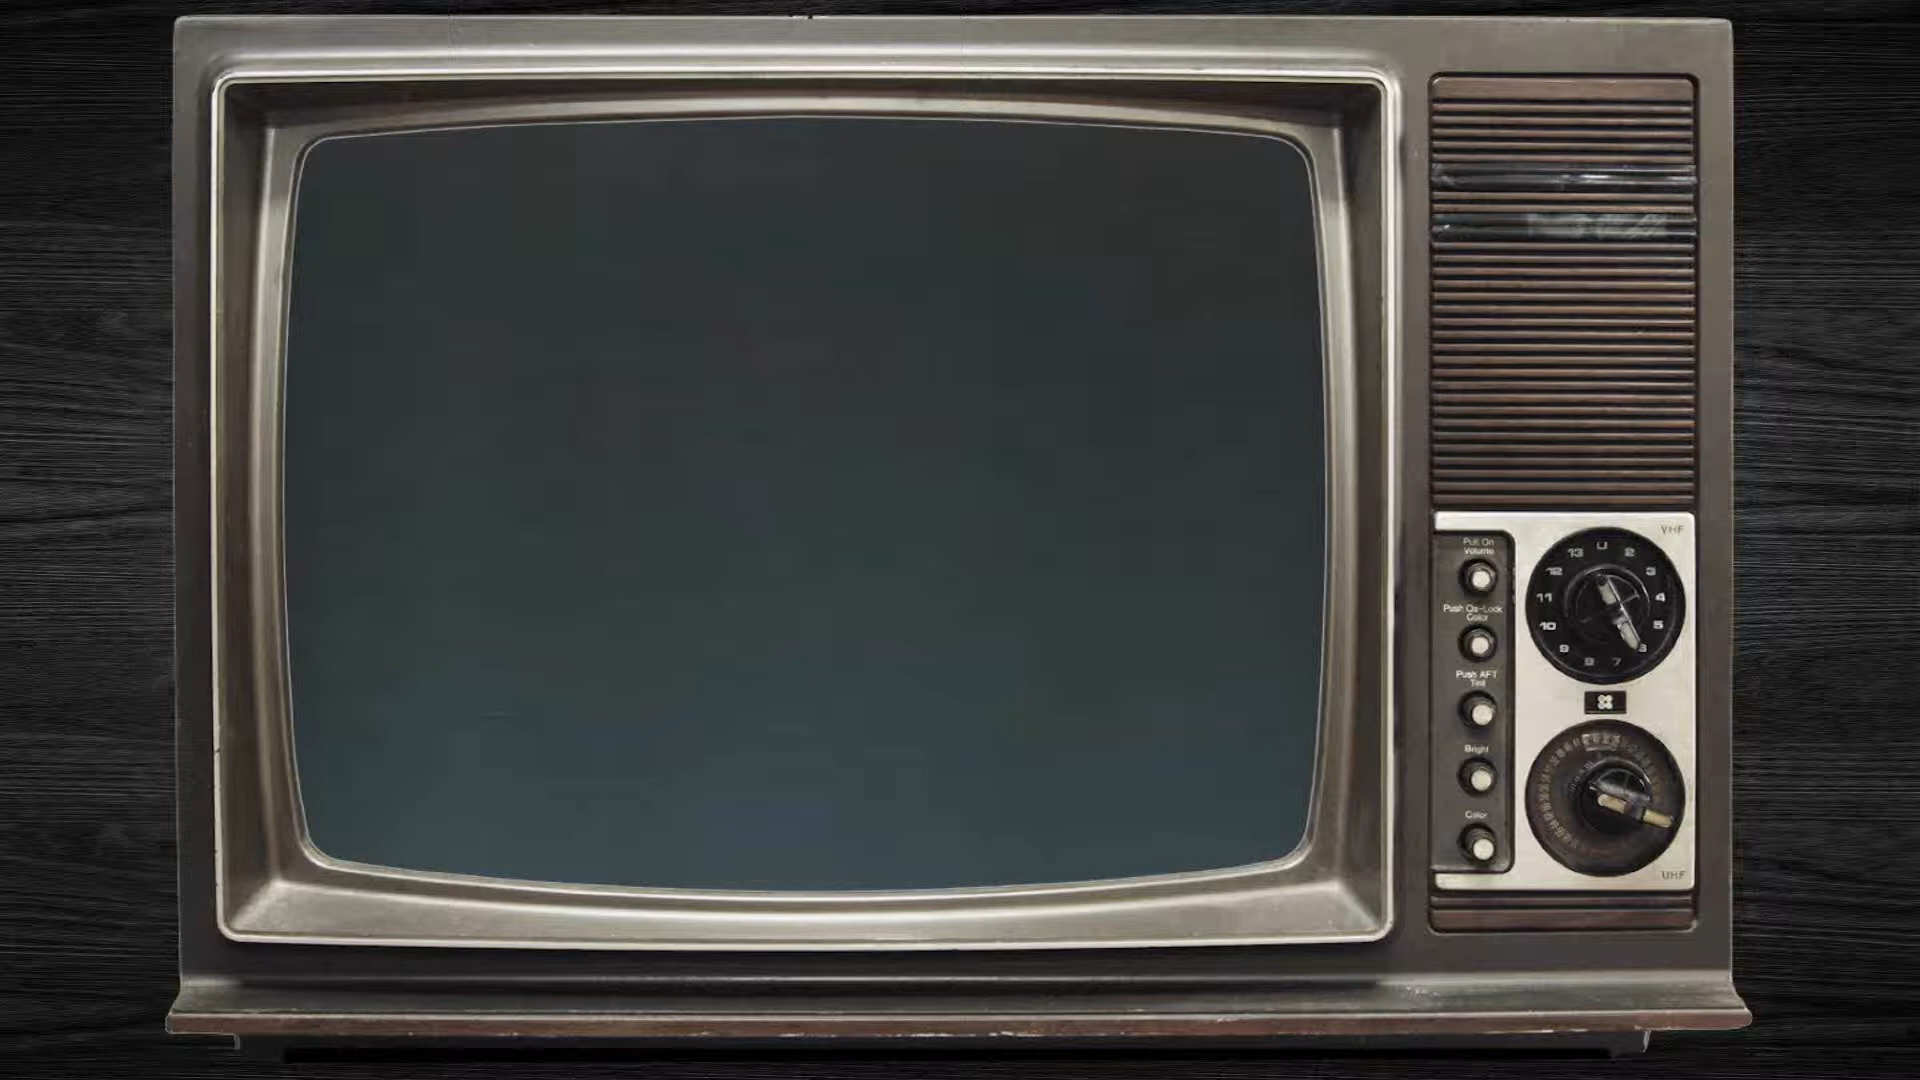 VHF
Pull On
Volume
Push On-Lock
Color
Push AFT
Tint
Bright
Color
U
2
3
4
5
7
8
9
10
11
12
13
UHF